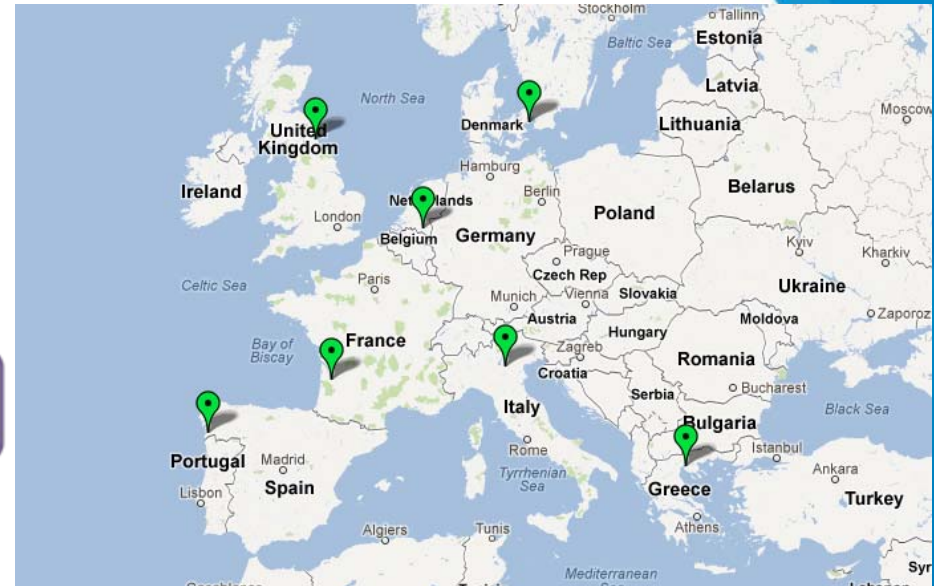 Stockholm
Tallinn
Estonia
Baltic Sea
Latvia
North Sea
Moscow
Denmark
Lithuania
United
Kingdom
Hamburg
Ireland
Berlin
Belarus
London
Poland
Belgium
Germany
Kyiv
Kharkiv
Prague
Czech Rep
Celtic Sea
Paris
Ukraine
Munich
Vienna
Slovakia
Zaporoz
Austria
Moldova
Hungary
Bay of
Biscay
France
Zagreb
Romania
Croatia
Serbia
Bucharest
Italy
Black Sea
Bulgaria
Rome
Istanbul
Portugal
Madrid
Tyrrhenian
Sea
Ankara
Spain
Greece
Turkey
Lisbon
Athens
Algiers
Tunis
Mediterranean
Syr